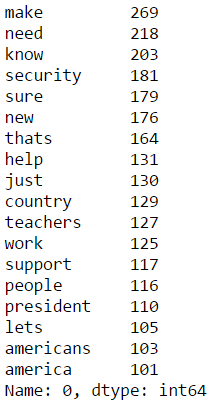 make 269
need 218
know 203
security 181
sure 179
new 176
thats 164
help 131
just 130
country 129
teachers 127
work 125
support 117
people 116
president 110
lets 105
americans 103
america 101
Name: 0, dtype: int64